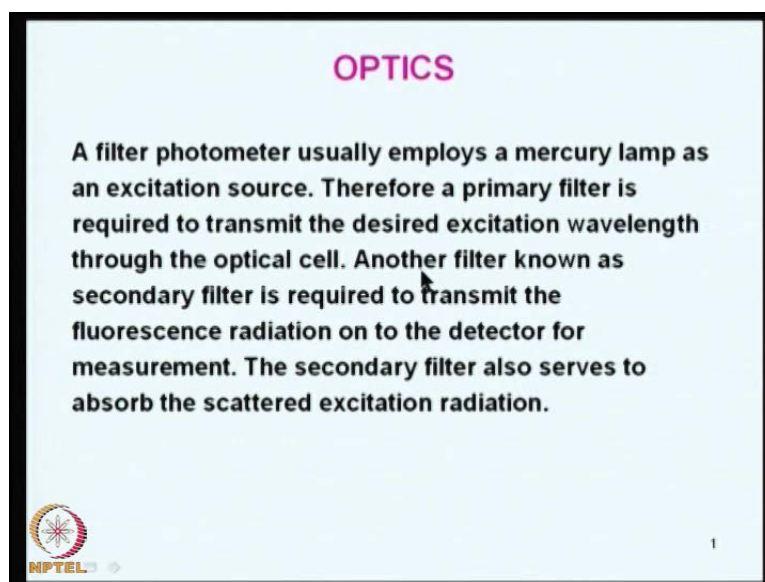 OPTICS
A filter photometer usually employs a mercury lamp as
an excitation source. Therefore a primary filter is
required to transmit the desired excitation wavelength
through the optical cell. Another filter known as
secondary filter is required to transmit the
fluorescence radiation on to the detector for
measurement. The secondary filter also serves to
absorb the scattered excitation radiation.
1
NPTEL